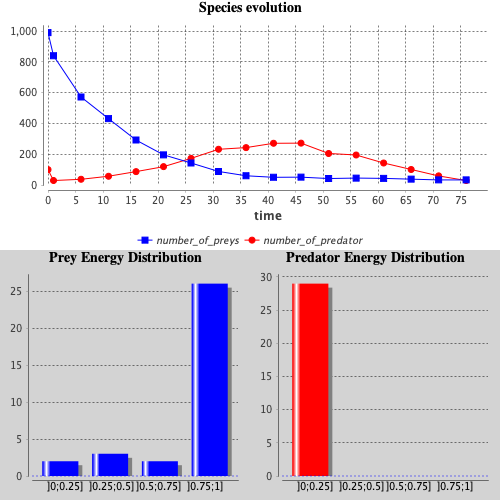 Species evolution
1,000
800
600
400
200
0
0 5 10 15 20 25 30 35 40 45 50 55 60 65 70 75
time
number_of_preys number_of_predator
Prey Energy Distribution
25
20
15
10
5
0
]0;0.25] ]0.25;0.5] ]0.5;0.75] ]0.75;1]
Predator Energy Distribution
30
25
20
15
10
5
0
]0;0.25] ]0.25;0.5] ]0.5;0.75] ]0.75;1]